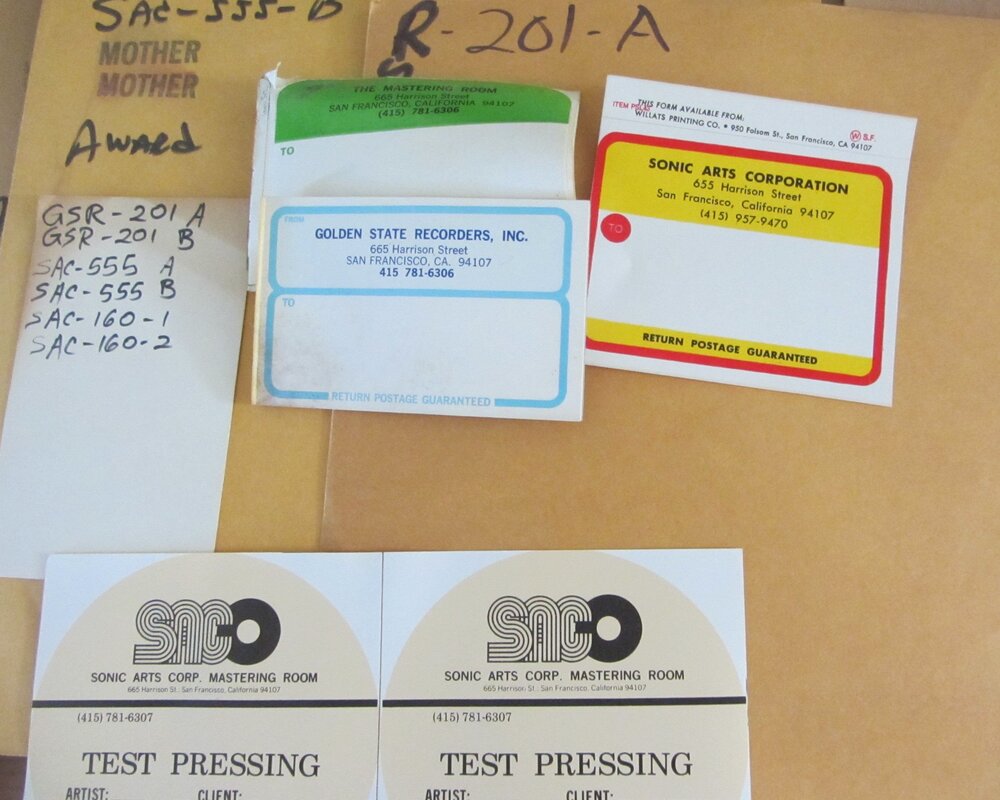 SAC-555-B
MOTHER
MOTHER
Award
R-201-A
S
THE MASTERING ROOM
665 Harrison Street
SAN FRANCISCO, CALIFORNIA 94107
(415) 781-6306
TO
ITEM
THIS FORM AVAILABLE FROM:
WILLATS PRINTING CO. • 950 Folsom St., San Francisco, CA 94107
W S.F.
SONIC ARTS CORPORATION
655 Harrison Street
San Francisco, California 94107
(415) 957-9470
TO
RETURN POSTAGE GUARANTEED
GSR-201 A
GSR-201 B
SAC-555 A
SAC-555 B
SAC-160-1
SAC-160-2
FROM
GOLDEN STATE RECORDERS, INC.
665 Harrison Street
SAN FRANCISCO, CA. 94107
415 781-6306
TO
RETURN POSTAGE GUARANTEED
SACO
SONIC ARTS CORP. MASTERING ROOM
665 Harrison St., San Francisco, California 94107
(415) 781-6307
TEST PRESSING
ARTIST: CLIENT:
SACO
SONIC ARTS CORP. MASTERING ROOM
665 Harrison St., San Francisco, California 94107
(415) 781-6307
TEST PRESSING
ARTIST: CLIENT: